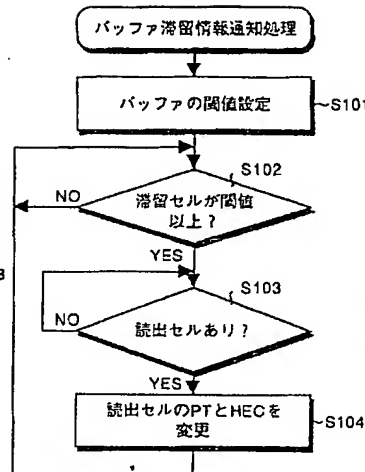 バッファ滞留情報通知処理
バッファの閾値設定
S101
S102
滞留セルが閾値
以上?
NO
YES
S103
読出セルあり?
NO
YES
読出セルのPTとHECを
変更
S104